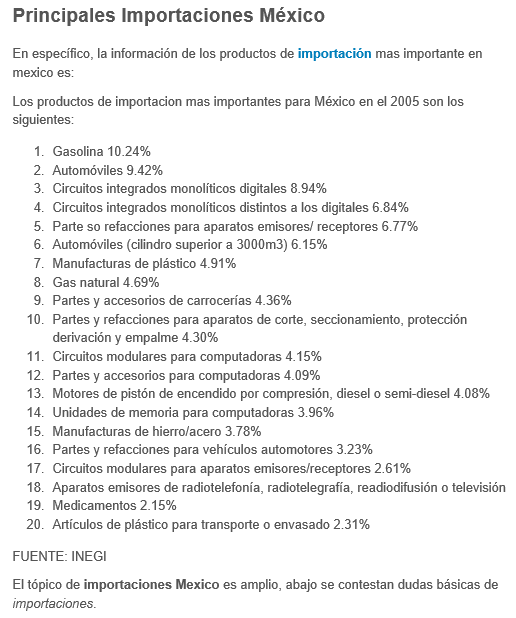 Principales Importaciones México
En específico, la información de los productos de importación mas importante en
mexico es:
Los productos de importacion mas importantes para México en el 2005 son los
siguientes:
1. Gasolina 10.24%
2. Automóviles 9.42%
3. Circuitos integrados monolíticos digitales 8.94%
4. Circuitos integrados monolíticos distintos a los digitales 6.84%
5. Parte so refacciones para aparatos emisores/ receptores 6.77%
6. Automóviles (cilindro superior a 3000m3) 6.15%
7. Manufacturas de plástico 4.91%
8. Gas natural 4.69%
9. Partes y accesorios de carrocerías 4.36%
10. Partes y refacciones para aparatos de corte, seccionamiento, protección
derivación y empalme 4.30%
11. Circuitos modulares para computadoras 4.15%
12. Partes y accesorios para computadoras 4.09%
13. Motores de pistón de encendido por compresión, diesel o semi-diesel 4.08%
14. Unidades de memoria para computadoras 3.96%
15. Manufacturas de hierro/acero 3.78%
16. Partes y refacciones para vehículos automotores 3.23%
17. Circuitos modulares para aparatos emisores/receptores 2.61%
18. Aparatos emisores de radiotelefonía, radiotelegrafía, readiodifusión o televisión
19. Medicamentos 2.15%
20. Artículos de plástico para transporte o envasado 2.31%
FUENTE: INEGI
El tópico de importaciones Mexico es amplio, abajo se contestan dudas básicas de
importaciones.